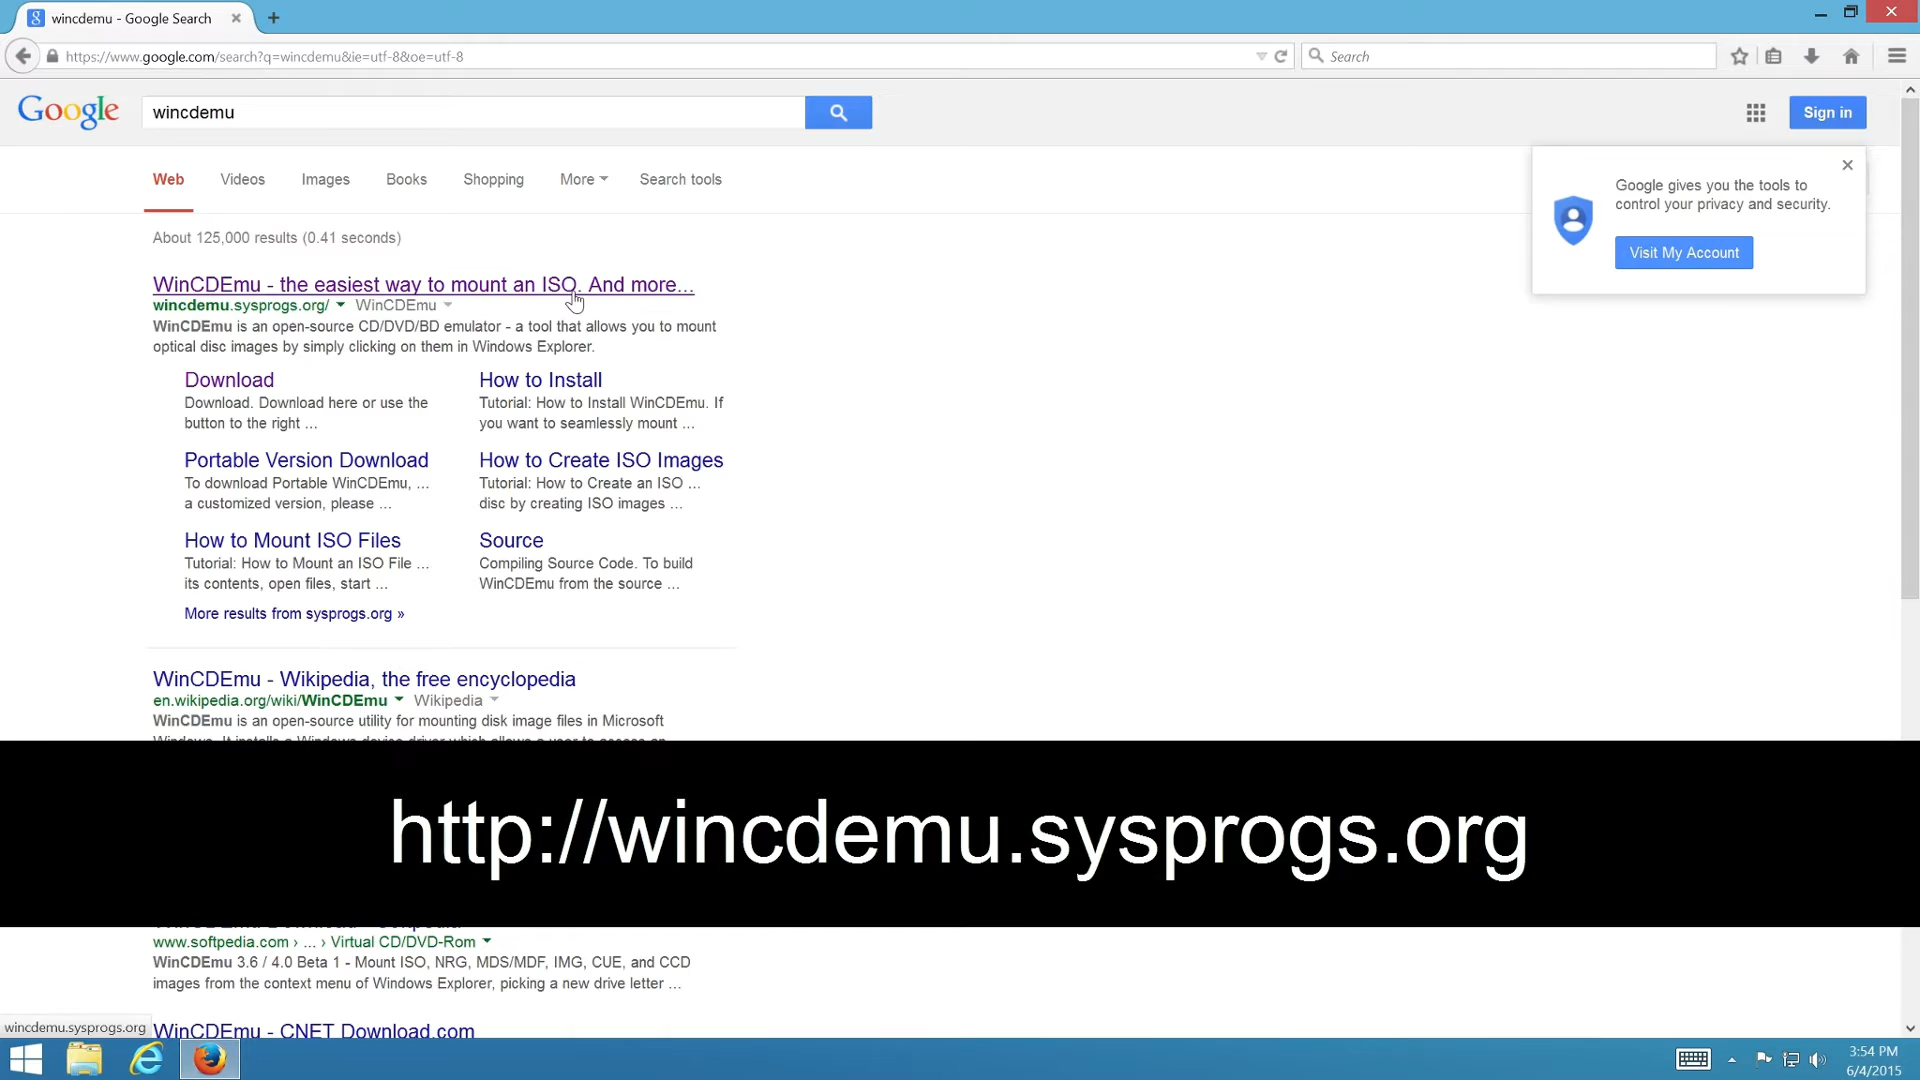 wincdemu - Google Search
https://www.google.com/search?q=wincdemu&ie=utf-8&oe=utf-8
Search
Google
wincdemu
Sign in
Web
Videos
Images
Books
Shopping
More
Search tools
Google gives you the tools to
control your privacy and security.
Visit My Account
About 125,000 results (0.41 seconds)
WinCDEmu - the easiest way to mount an ISO. And more...
wincdemu.sysprogs.org/ WinCDEmu
WinCDEmu is an open-source CD/DVD/BD emulator - a tool that allows you to mount
optical disc images by simply clicking on them in Windows Explorer.
Download
Download. Download here or use the
button to the right ...
How to Install
Tutorial: How to Install WinCDEmu. If
you want to seamlessly mount ...
Portable Version Download
To download Portable WinCDEmu, ...
a customized version, please ...
How to Create ISO Images
Tutorial: How to Create an ISO ...
disc by creating ISO images ...
How to Mount ISO Files
Tutorial: How to Mount an ISO File ...
its contents, open files, start ...
Source
Compiling Source Code. To build
WinCDEmu from the source ...
More results from sysprogs.org »
WinCDEmu - Wikipedia, the free encyclopedia
en.wikipedia.org/wiki/WinCDEmu Wikipedia
WinCDEmu is an open-source utility for mounting disk image files in Microsoft
http://wincdemu.sysprogs.org
www.softpedia.com › ... › Virtual CD/DVD-Rom
WinCDEmu 3.6 / 4.0 Beta 1 - Mount ISO, NRG, MDS/MDF, IMG, CUE, and CCD
images from the context menu of Windows Explorer, picking a new drive letter ...
wincdemu.sysprogs.org
WinCDEmu - CNET Download.com
3:54 PM
6/4/2015